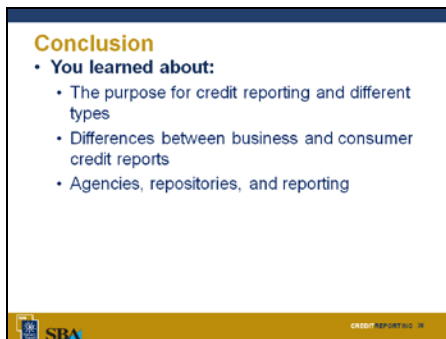 Conclusion
• You learned about:
• The purpose for credit reporting and different
types
• Differences between business and consumer
credit reports
• Agencies, repositories, and reporting
SBA
CREDIT REPORTING